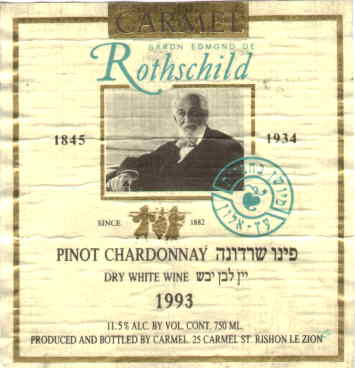 CARMEL
BARON EDMOND DE
Rothschild
1845 1934
SINCE 1882
PINOT CHARDONNAY פינו שרדונה
DRY WHITE WINE יין לבן יבש
1993
11.5% ALC. BY VOL. CONT. 750 ML.
PRODUCED AND BOTTLED BY CARMEL. 25 CARMEL ST. RISHON LE ZION